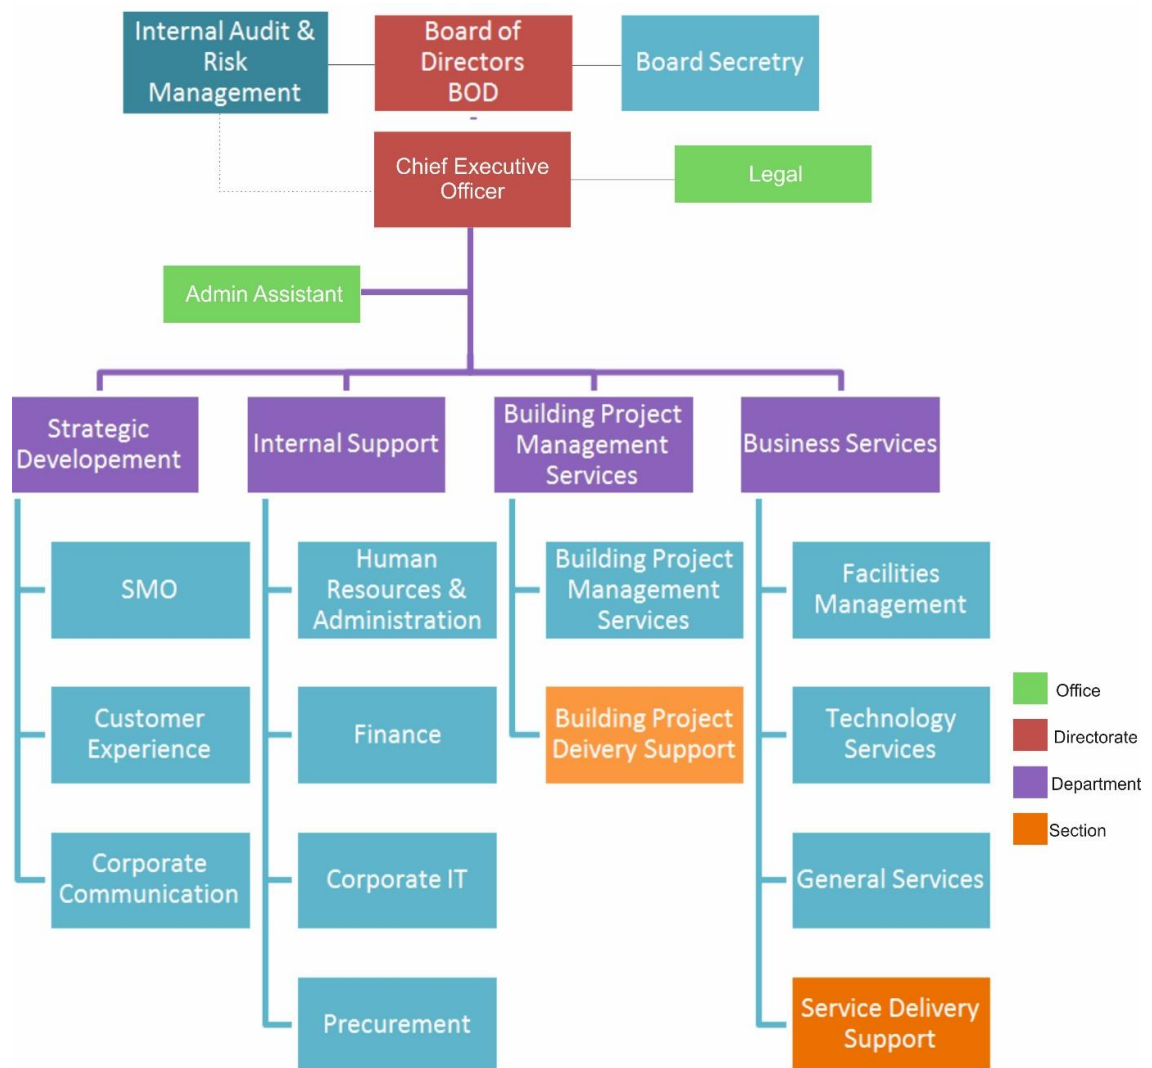 Internal Audit &
Risk
Management
Board of
Directors
BOD
Board Secretry
Chief Executive
Officer
Legal
Admin Assistant
Strategic
Developement
Internal Support
Building Project
Management
Services
Business Services
SMO
Human
Resources &
Administration
Building Project
Management
Services
Facilities
Management
Customer
Experience
Finance
Building Project
Deivery Support
Technology
Services
Corporate
Communication
Corporate IT
General Services
Procurement
Service Delivery
Support
Office
Directorate
Department
Section